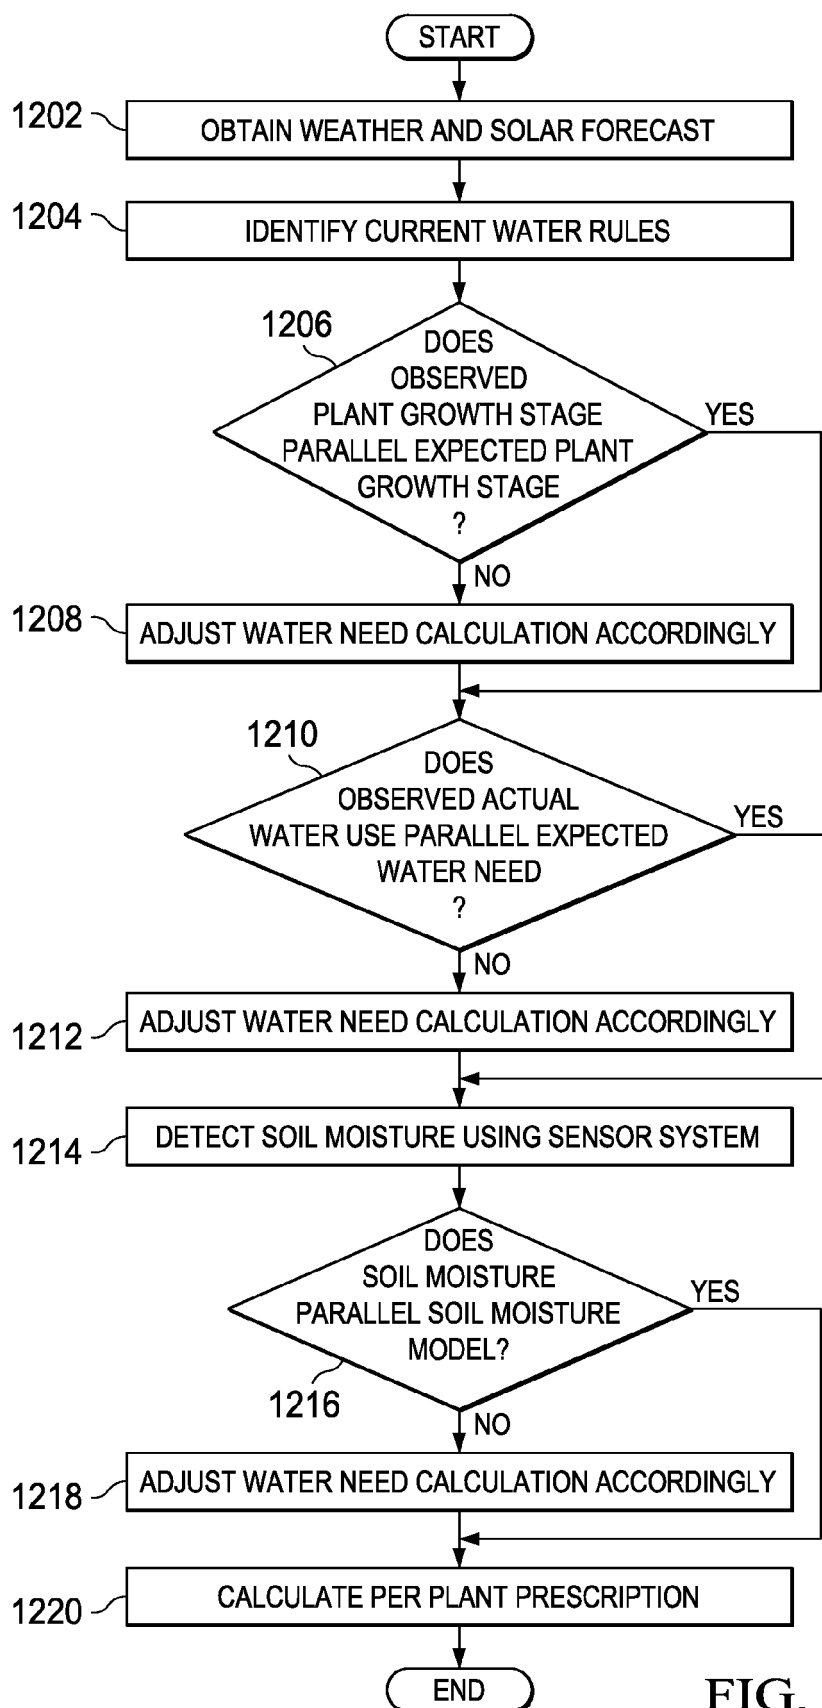 START
1202
OBTAIN WEATHER AND SOLAR FORECAST
1204
IDENTIFY CURRENT WATER RULES
1206
DOES
OBSERVED
PLANT GROWTH STAGE
PARALLEL EXPECTED PLANT
GROWTH STAGE
?
YES
NO
1208
ADJUST WATER NEED CALCULATION ACCORDINGLY
1210
DOES
OBSERVED ACTUAL
WATER USE PARALLEL EXPECTED
WATER NEED
?
YES
NO
1212
ADJUST WATER NEED CALCULATION ACCORDINGLY
1214
DETECT SOIL MOISTURE USING SENSOR SYSTEM
DOES
SOIL MOISTURE
PARALLEL SOIL MOISTURE
MODEL?
YES
1216
NO
1218
ADJUST WATER NEED CALCULATION ACCORDINGLY
1220
CALCULATE PER PLANT PRESCRIPTION
END
FIG.